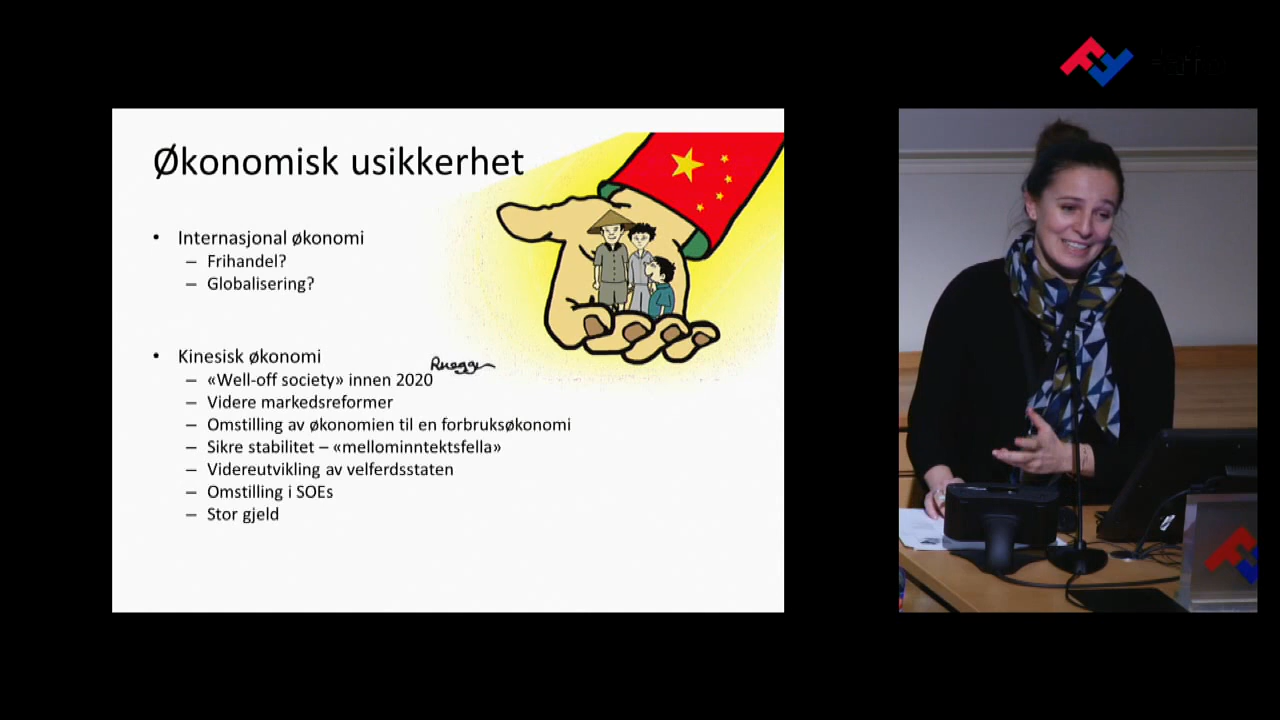 Økonomisk usikkerhet
• Internasjonal økonomi
– Frihandel?
– Globalisering?
• Kinesisk økonomi
– «Well-off society» innen 2020
– Videre markedsreformer
– Omstilling av økonomien til en forbruksøkonomi
– Sikre stabilitet – «mellominntektsfella»
– Videreutvikling av velferdsstaten
– Omstilling i SOEs
– Stor gjeld